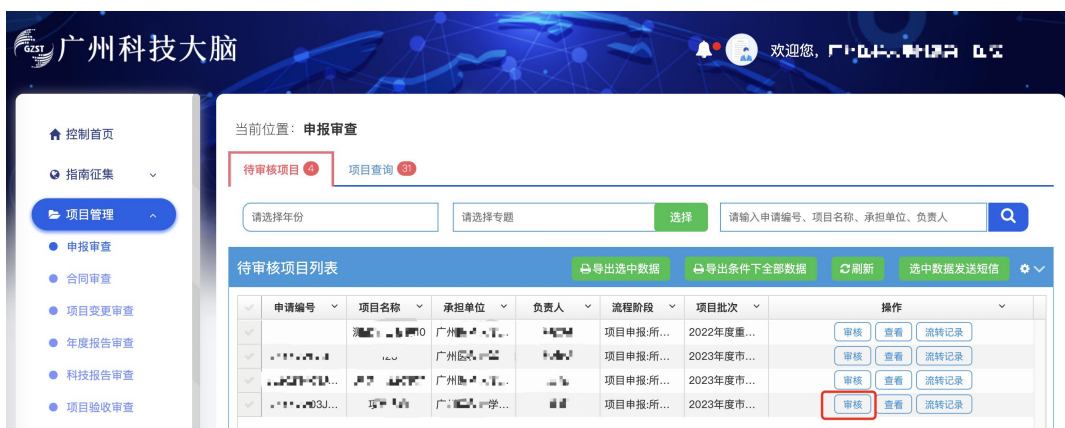 GZST 广州科技大脑
欢迎您,
控制首页
指南征集
项目管理
申报审查
合同审查
项目变更审查
年度报告审查
科技报告审查
项目验收审查
当前位置: 申报审查
待审核项目 4 项目查询 31
请选择年份 请选择专题 选择 请输入申请编号、项目名称、承担单位、负责人
待审核项目列表 导出选中数据 导出条件下全部数据 刷新 选中数据发送短信
申请编号 项目名称 承担单位 负责人 流程阶段 项目批次 操作
广州 项目申报:所... 2022年度重... 审核 查看 流转记录
广州医 项目申报:所... 2023年度市... 审核 查看 流转记录
广州 项目申报:所... 2023年度市... 审核 查看 流转记录
03J... 广 学... 项目申报:所... 2023年度市... 审核 查看 流转记录